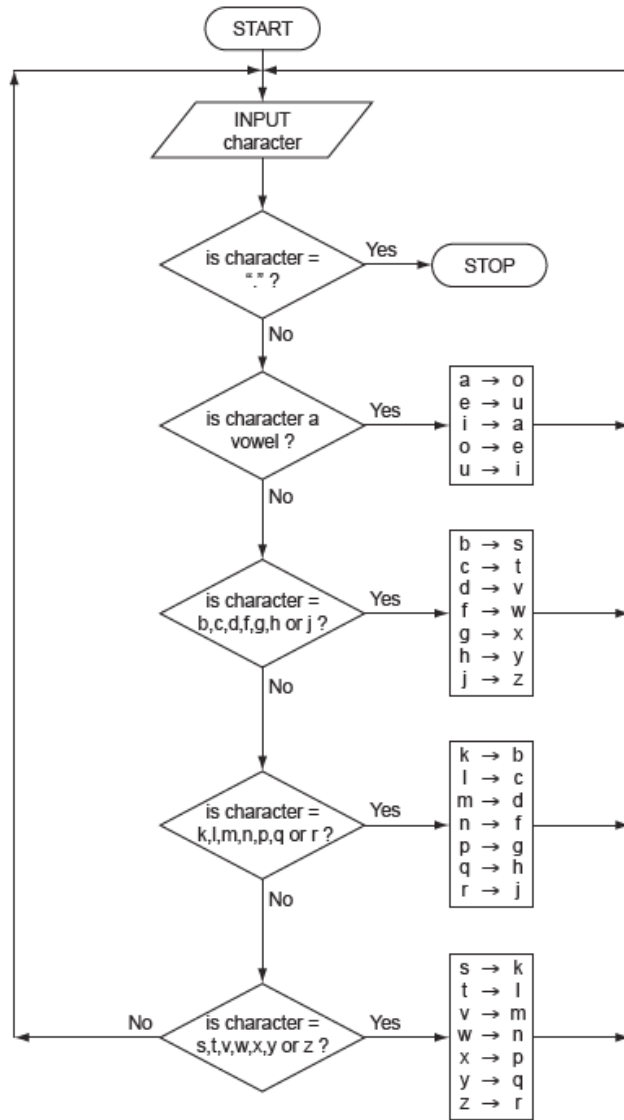 START
INPUT
character
is character =
“.” ?
Yes
STOP
No
is character a
vowel ?
Yes
a → o
e → u
i → a
o → e
u → i
No
is character =
b,c,d,f,g,h or j ?
Yes
b → s
c → t
d → v
f → w
g → x
h → y
j → z
No
is character =
k,l,m,n,p,q or r ?
Yes
k → b
l → c
m → d
n → f
p → g
q → h
r → j
No
is character =
s,t,v,w,x,y or z ?
No
Yes
s → k
t → l
v → m
w → n
x → p
y → q
z → r